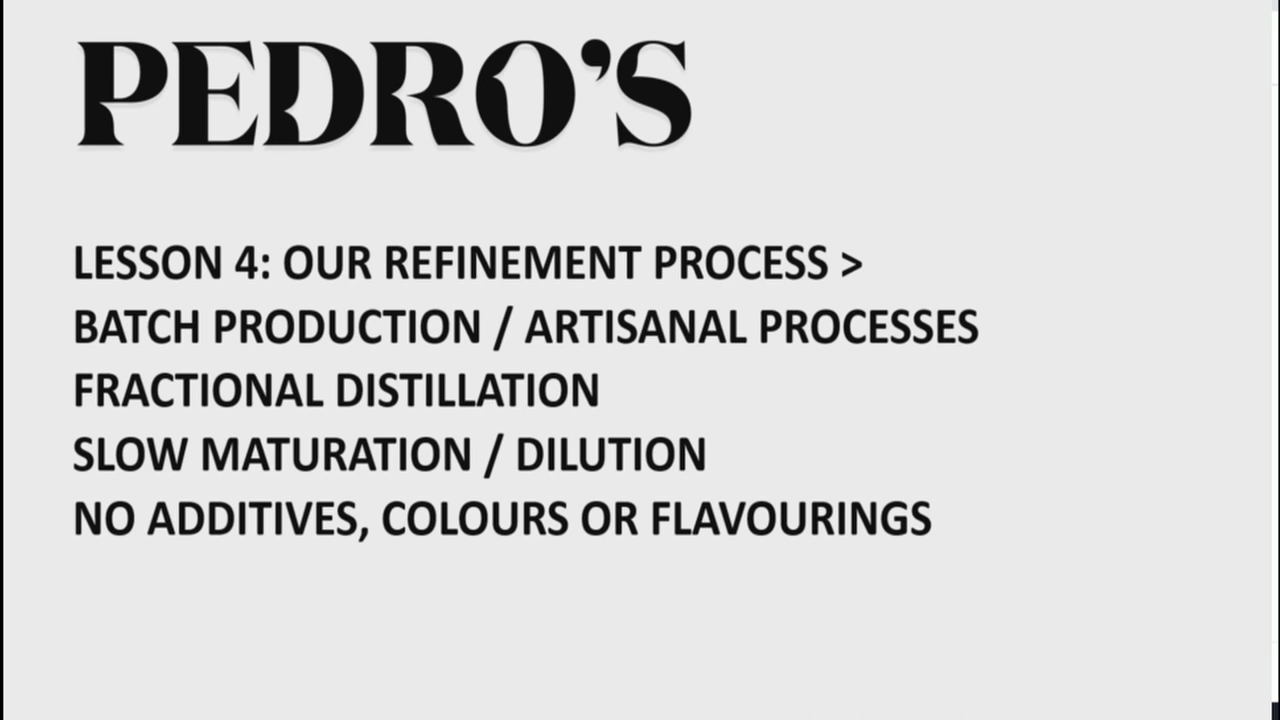 PEDRO'S
LESSON 4: OUR REFINEMENT PROCESS >
BATCH PRODUCTION / ARTISANAL PROCESSES
FRACTIONAL DISTILLATION
SLOW MATURATION / DILUTION
NO ADDITIVES, COLOURS OR FLAVOURINGS